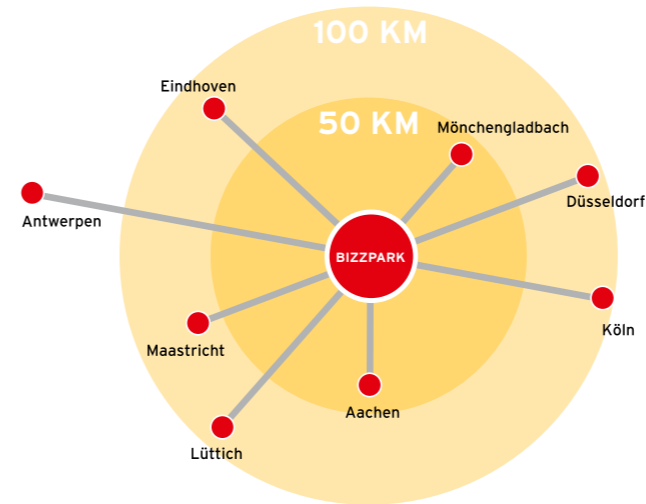 100 KM
Eindhoven
50 KM
Mönchengladbach
Düsseldorf
Antwerpen
BIZZPARK
Köln
Maastricht
Aachen
Lüttich